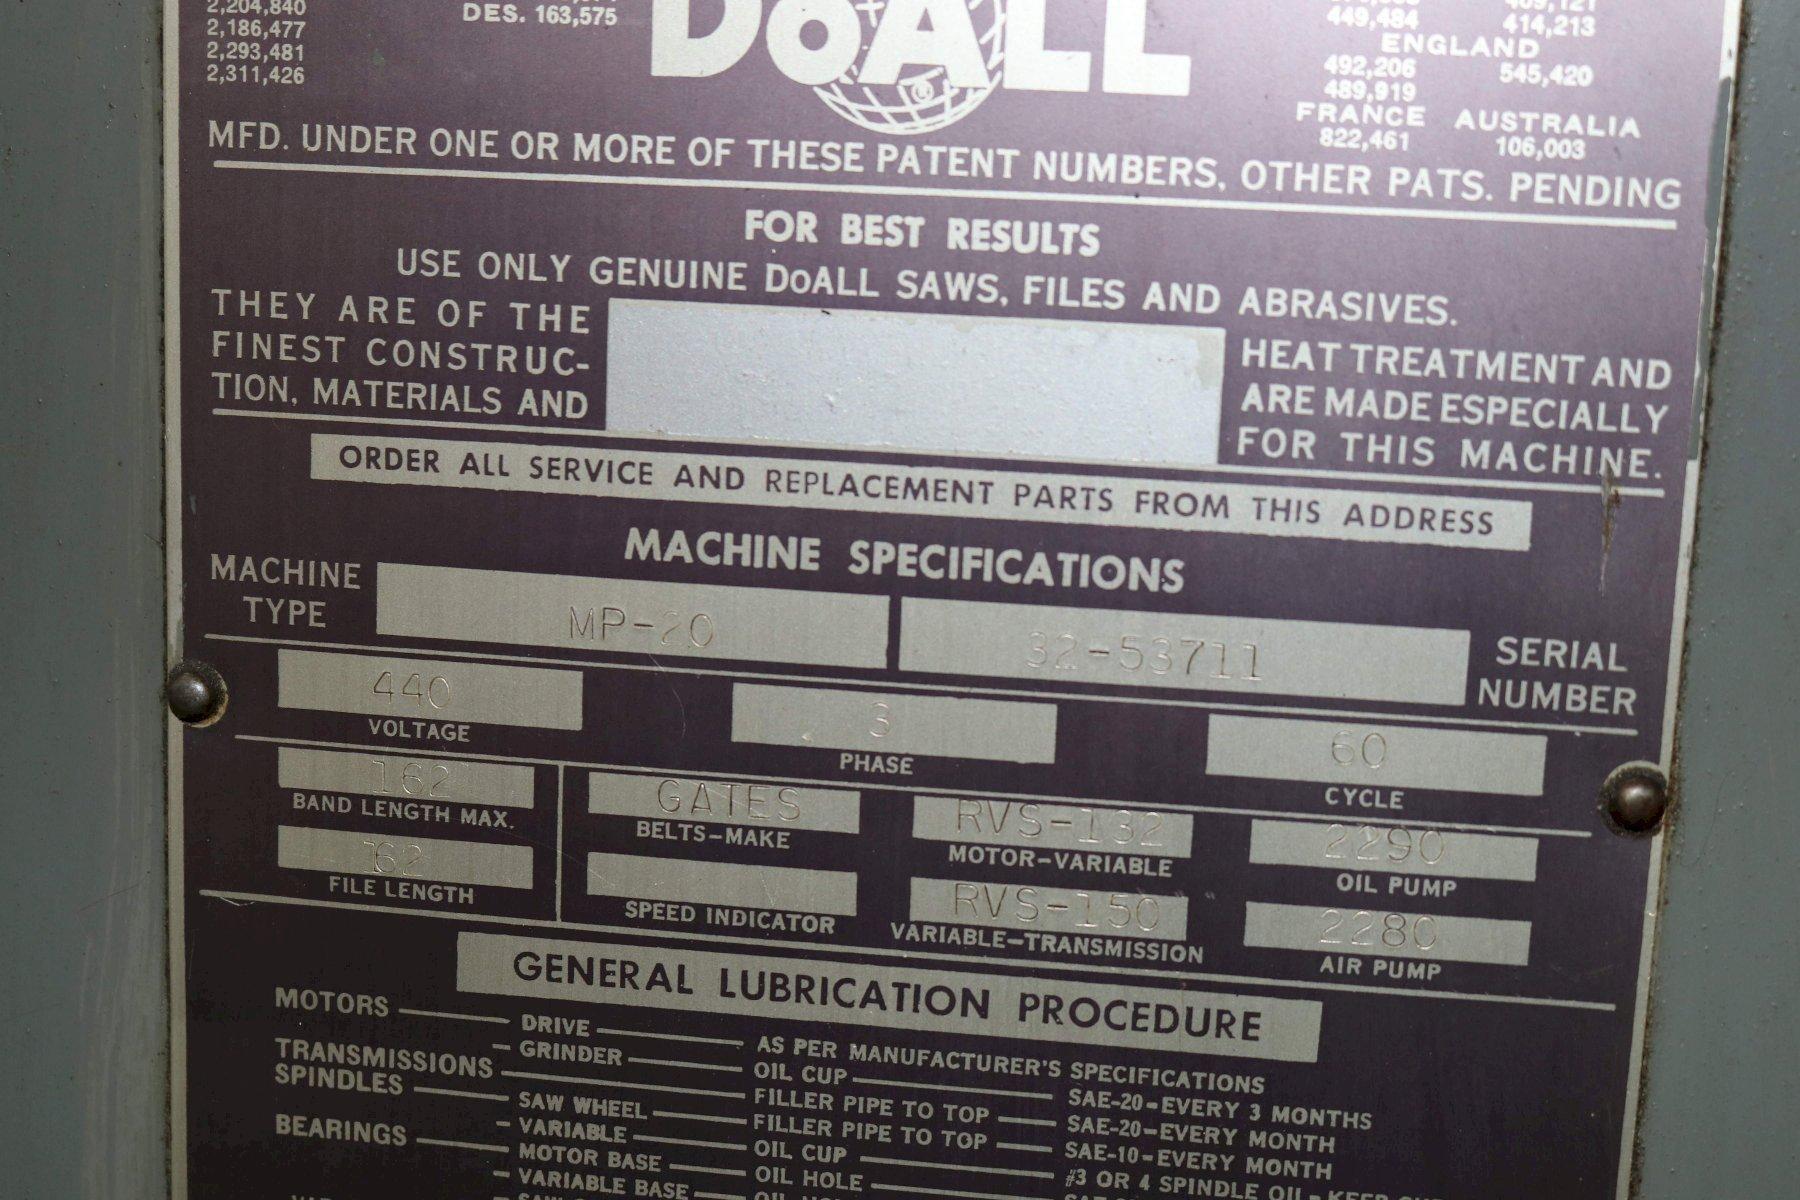 2,204,840
2,186,477
2,293,481
2,311,426
DES. 163,575
DoALL
®
449,484 414,213
ENGLAND
492,206 545,420
489,919
FRANCE AUSTRALIA
822,461 106,003
MFD. UNDER ONE OR MORE OF THESE PATENT NUMBERS, OTHER PATS. PENDING
FOR BEST RESULTS
USE ONLY GENUINE DoALL SAWS, FILES AND ABRASIVES.
THEY ARE OF THE
FINEST CONSTRUC-
TION, MATERIALS AND
HEAT TREATMENT AND
ARE MADE ESPECIALLY
FOR THIS MACHINE.
ORDER ALL SERVICE AND REPLACEMENT PARTS FROM THIS ADDRESS
MACHINE SPECIFICATIONS
MACHINE TYPE MP-20 32-53711 SERIAL NUMBER
440 3 60
VOLTAGE PHASE CYCLE
162 GATES RVS-132 2290
BAND LENGTH MAX. BELTS-MAKE MOTOR-VARIABLE OIL PUMP
162 RVS-150 2280
FILE LENGTH SPEED INDICATOR VARIABLE-TRANSMISSION AIR PUMP
GENERAL LUBRICATION PROCEDURE
MOTORS DRIVE AS PER MANUFACTURER'S SPECIFICATIONS
GRINDER OIL CUP SAE-20-EVERY 3 MONTHS
TRANSMISSIONS FILLER PIPE TO TOP SAE-20-EVERY MONTH
SPINDLES SAW WHEEL FILLER PIPE TO TOP SAE-10-EVERY MONTH
VARIABLE OIL CUP #3 OR 4 SPINDLE OIL-KEEP
BEARINGS MOTOR BASE OIL HOLE
VARIABLE BASE